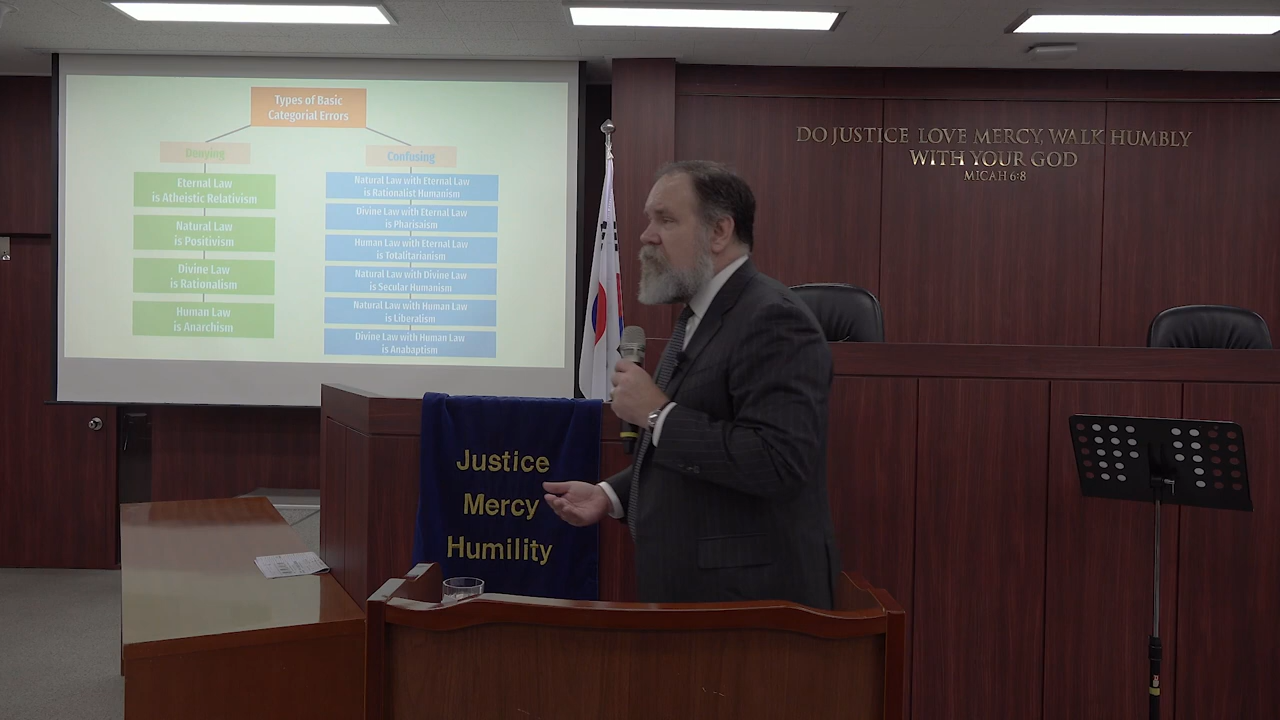 Types of Basic
Categorial Errors
Denying
Eternal Law
is Atheistic Relativism
Natural Law
is Positivism
Divine Law
is Rationalism
Human Law
is Anarchism
Confusing
Natural Law with Eternal Law
is Rationalist Humanism
Divine Law with Eternal Law
is Pharisaism
Human Law with Eternal Law
is Totalitarianism
Natural Law with Divine Law
is Secular Humanism
Natural Law with Human Law
is Liberalism
Divine Law with Human Law
is Anabaptism
DO JUSTICE LOVE MERCY, WALK HUMBLY
WITH YOUR GOD
MICAH 6:8
Justice
Mercy
Humility